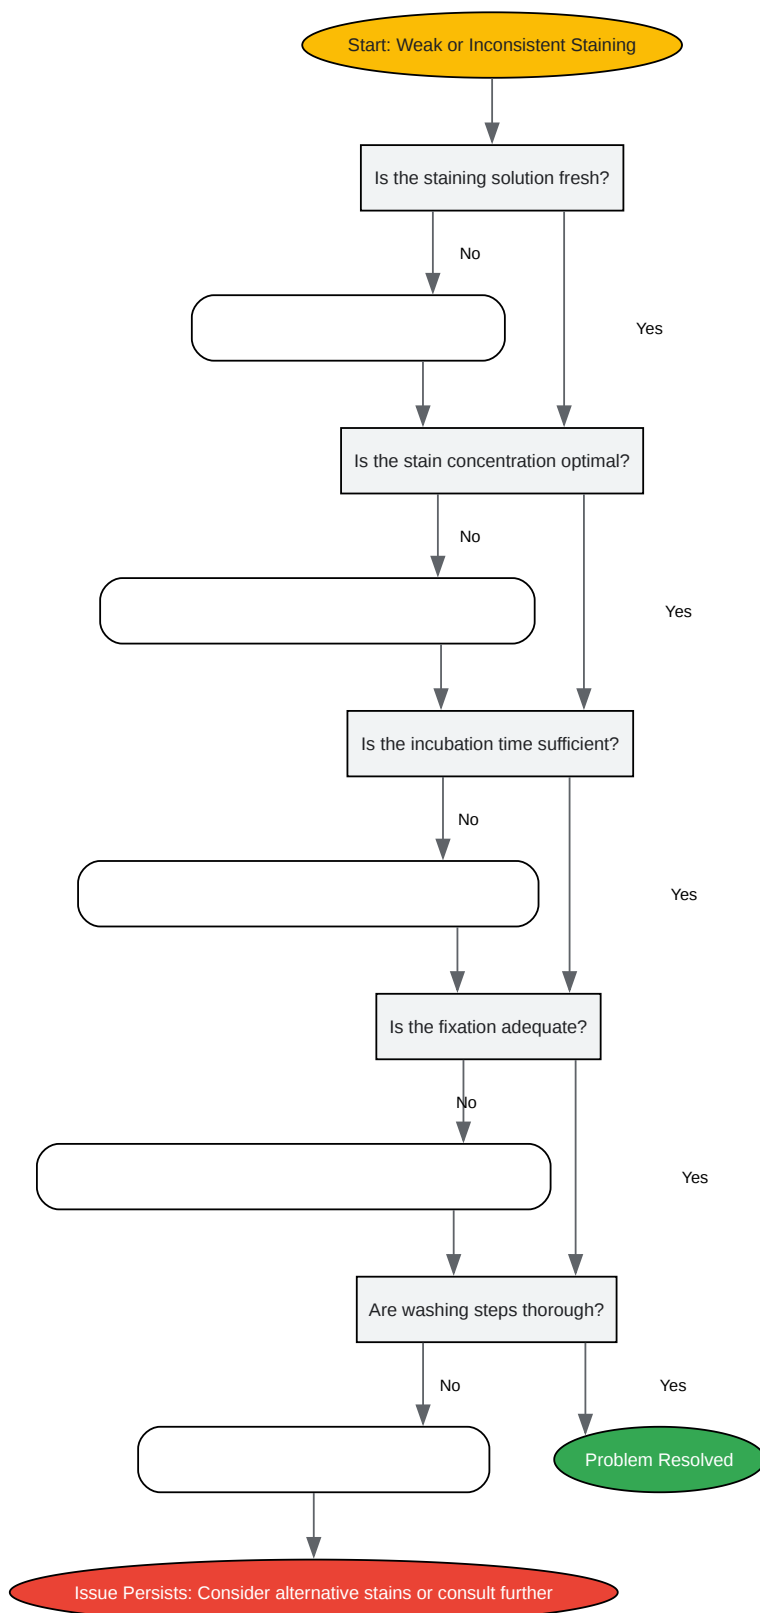 Start: Weak or Inconsistent Staining
Is the staining solution fresh?
No
Yes
Is the stain concentration optimal?
No
Yes
Is the incubation time sufficient?
No
Yes
Is the fixation adequate?
No
Yes
Are washing steps thorough?
No
Yes
Problem Resolved
Issue Persists: Consider alternative stains or consult further